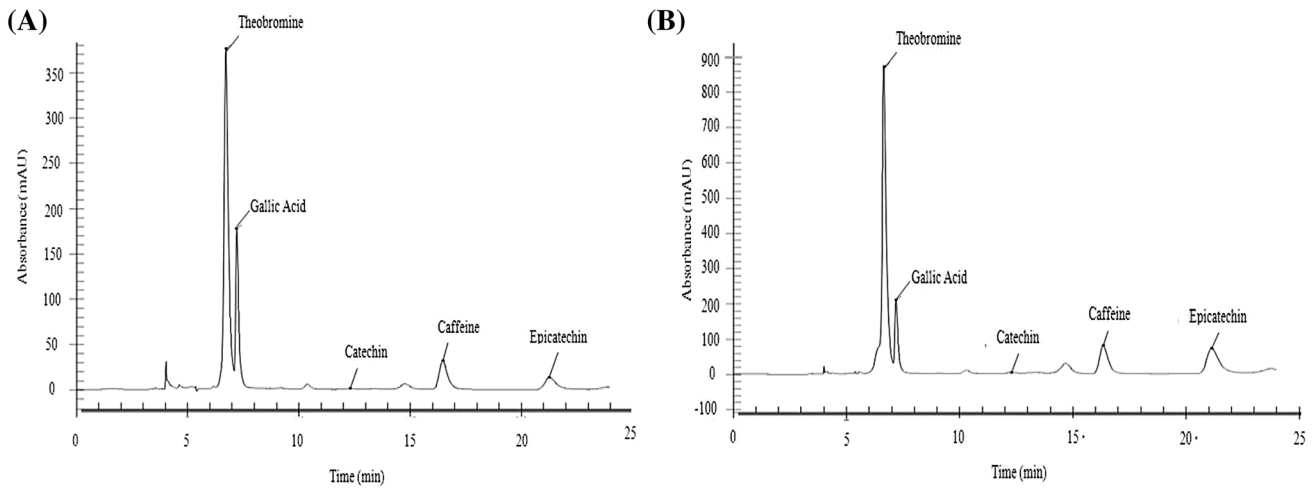 (A)
Theobromine
350
300
250
200
150
100
50
0
Absorbance (mAU)
Gallic Acid
Catechin
Caffeine
Epicatechin
0 5 10 15 20 25
Time (min)
(B)
Theobromine
900
800
700
600
500
400
300
200
100
0
-100
Absorbance (mAU)
Gallic Acid
Catechin
Caffeine
Epicatechin
0 5 10 15 20 25
Time (min)